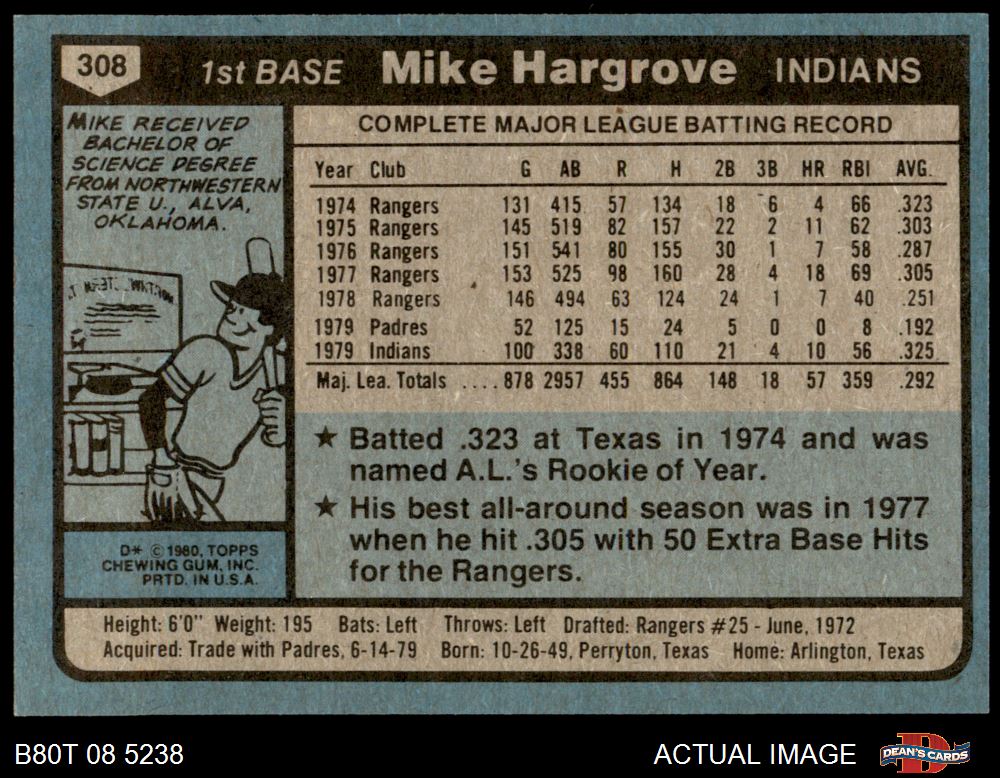 308
1st BASE Mike Hargrove INDIANS
MIKE RECEIVED
BACHELOR OF
SCIENCE DEGREE
FROM NORTHWESTERN
STATE U., ALVA,
OKLAHOMA.
D* © 1980, TOPPS
CHEWING GUM, INC.
PRTD. IN U.S.A.
COMPLETE MAJOR LEAGUE BATTING RECORD
Year Club G AB R H 2B 3B HR RBI AVG.
1974 Rangers 131 415 57 134 18 6 4 66 .323
1975 Rangers 145 519 82 157 22 2 11 62 .303
1976 Rangers 151 541 80 155 30 1 7 58 .287
1977 Rangers 153 525 98 160 28 4 18 69 .305
1978 Rangers 146 494 63 124 24 1 7 40 .251
1979 Padres 52 125 15 24 5 0 0 8 .192
1979 Indians 100 338 60 110 21 4 10 56 .325
Maj. Lea. Totals .... 878 2957 455 864 148 18 57 359 .292
★ Batted .323 at Texas in 1974 and was
named A.L.'s Rookie of Year.
★ His best all-around season was in 1977
when he hit .305 with 50 Extra Base Hits
for the Rangers.
Height: 6'0" Weight: 195 Bats: Left Throws: Left Drafted: Rangers #25 - June, 1972
Acquired: Trade with Padres, 6-14-79 Born: 10-26-49, Perryton, Texas Home: Arlington, Texas
B80T 08 5238
ACTUAL IMAGE
DEAN'S CARDS